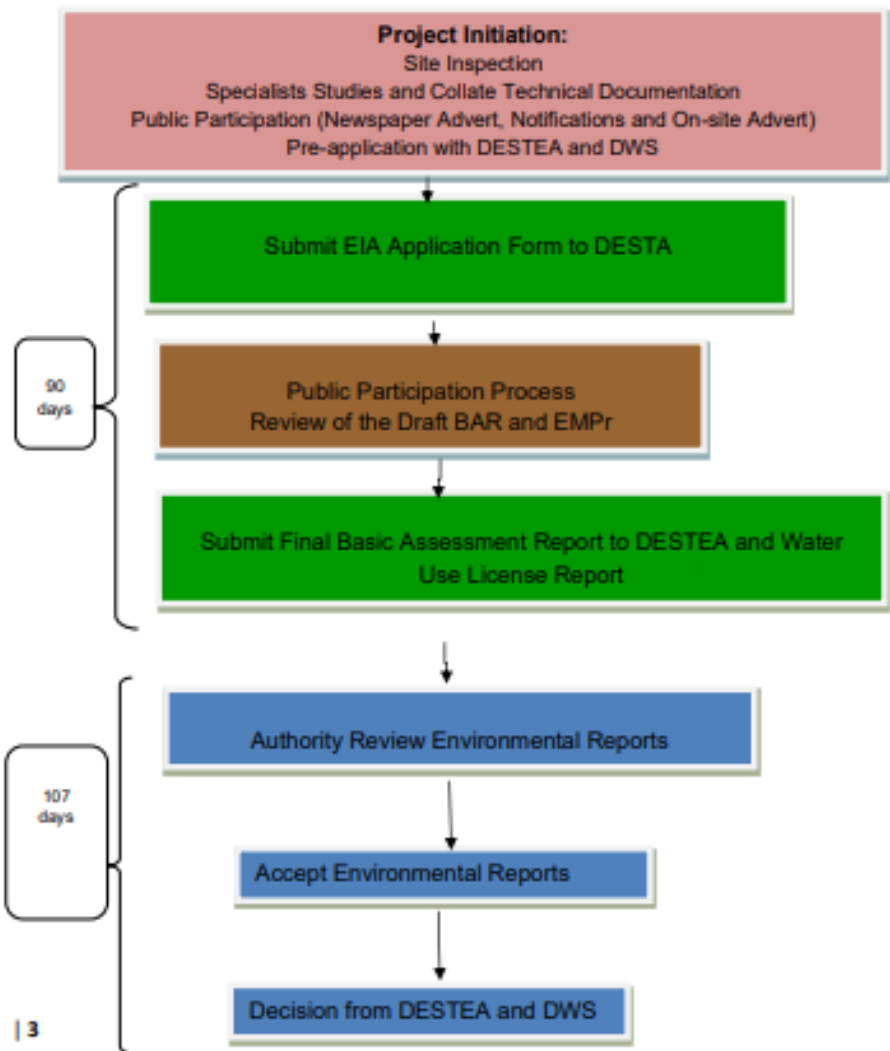 Project Initiation:
Site Inspection
Specialists Studies and Collate Technical Documentation
Public Participation (Newspaper Advert, Notifications and On-site Advert)
Pre-application with DESTEA and DWS
Submit EIA Application Form to DESTA
90
days
Public Participation Process
Review of the Draft BAR and EMPr
Submit Final Basic Assessment Report to DESTEA and Water
Use License Report
Authority Review Environmental Reports
107
days
Accept Environmental Reports
Decision from DESTEA and DWS
| 3